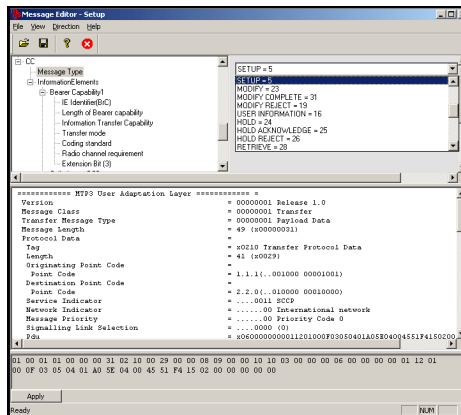 Message Editor - Setup
File View Direction Help
CC
Message Type
InformationElements
Bearer Capability1
IE Identifier(BrC)
Length of Bearer capability
Information Transfer Capability
Transfer mode
Coding standard
Radio channel requirement
Extension Bit (3)
SETUP = 5
SETUP = 5
MODIFY = 23
MODIFY COMPLETE = 31
MODIFY REJECT = 19
USER INFORMATION = 16
HOLD = 24
HOLD ACKNOWLEDGE = 25
HOLD REJECT = 26
RETRIEVE = 28
============ MTP3 User Adaptation Layer ============ =
Version = 00000001 Release 1.0
Message Class = 00000001 Transfer
Transfer Message Type = 00000001 Payload Data
Message Length = 49 (x00000031)
Protocol Data =
Tag = x0210 Transfer Protocol Data
Length = 41 (x0029)
Originating Point Code =
Point Code = 1.1.1(..001000 00001001)
Destination Point Code =
Point Code = 2.2.0(..010000 00010000)
Service Indicator = ....0011 SCCP
Network Indicator = ......00 International network
Message Priority = ......00 Priority Code 0
Signalling Link Selection = ....0000 (0)
Pdu
01 00 01 01 00 00 00 31 02 10 00 29 00 00 08 09 00 00 10 10 03 00 00 00 06 00 00 00 00 01 12 01
00 0F 03 05 04 01 A0 5E 04 00 45 51 F4 15 02 00 00 00 00 00
Apply
Ready
NUM